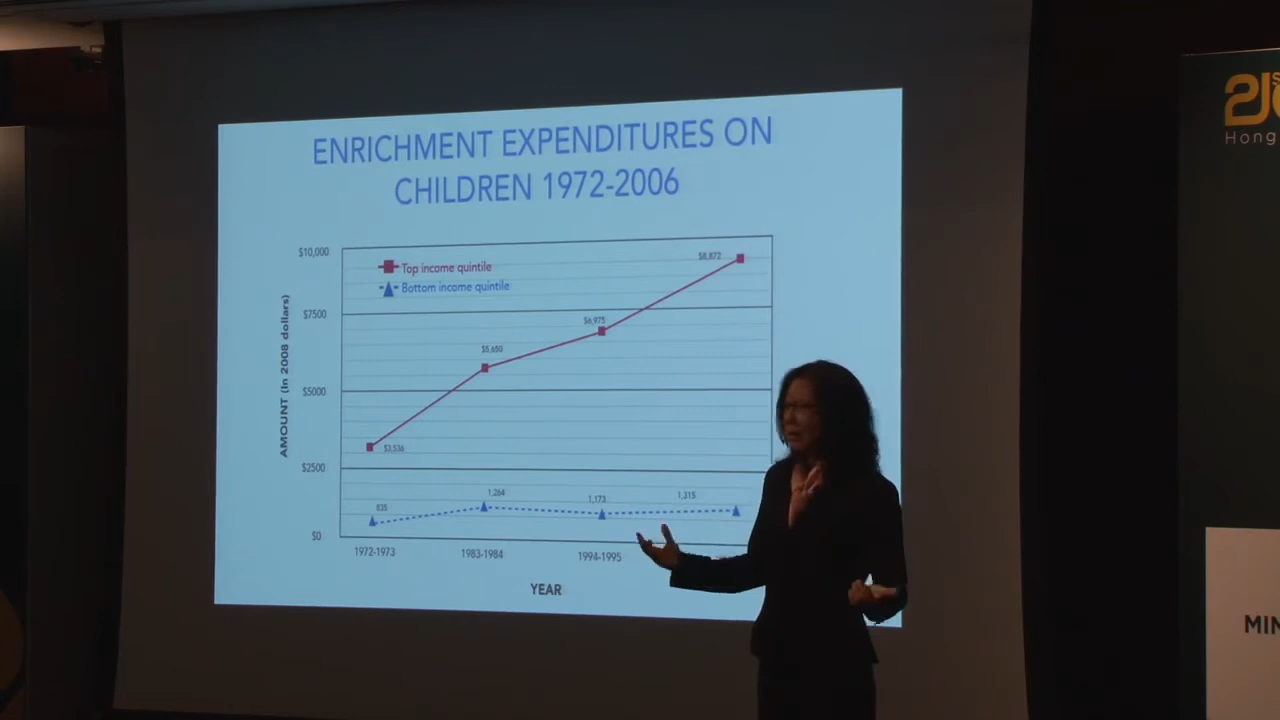 ENRICHMENT EXPENDITURES ON
CHILDREN 1972-2006
$10,000
$7500
$5000
$2500
$0
AMOUNT (In 2008 dollars)
Top income quintile
Bottom income quintile
$8,872
$6,975
$5,650
$3,536
835
1,264
1,173
1,315
1972-1973
1983-1984
1994-1995
YEAR
Hong
MIN